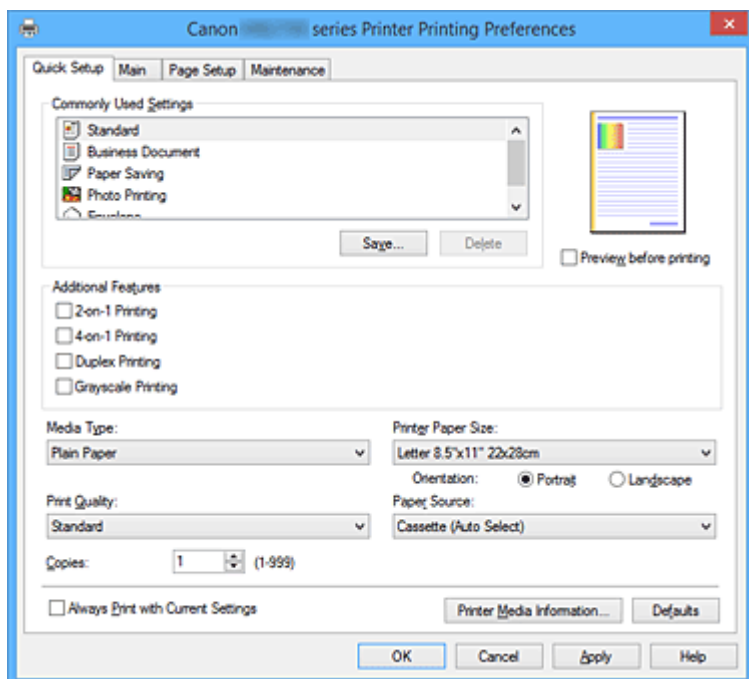 Canon series Printer Printing Preferences
Quick Setup Main Page Setup Maintenance
Commonly Used Settings
Standard
Business Document
Paper Saving
Photo Printing
Envelope
Save... Delete
Preview before printing
Additional Features
2-on-1 Printing
4-on-1 Printing
Duplex Printing
Grayscale Printing
Media Type: Printer Paper Size:
Plain Paper Letter 8.5"x11" 22x28cm
Orientation: Portrait Landscape
Print Quality: Paper Source:
Standard Cassette (Auto Select)
Copies: 1 (1-999)
Always Print with Current Settings Printer Media Information... Defaults
OK Cancel Apply Help